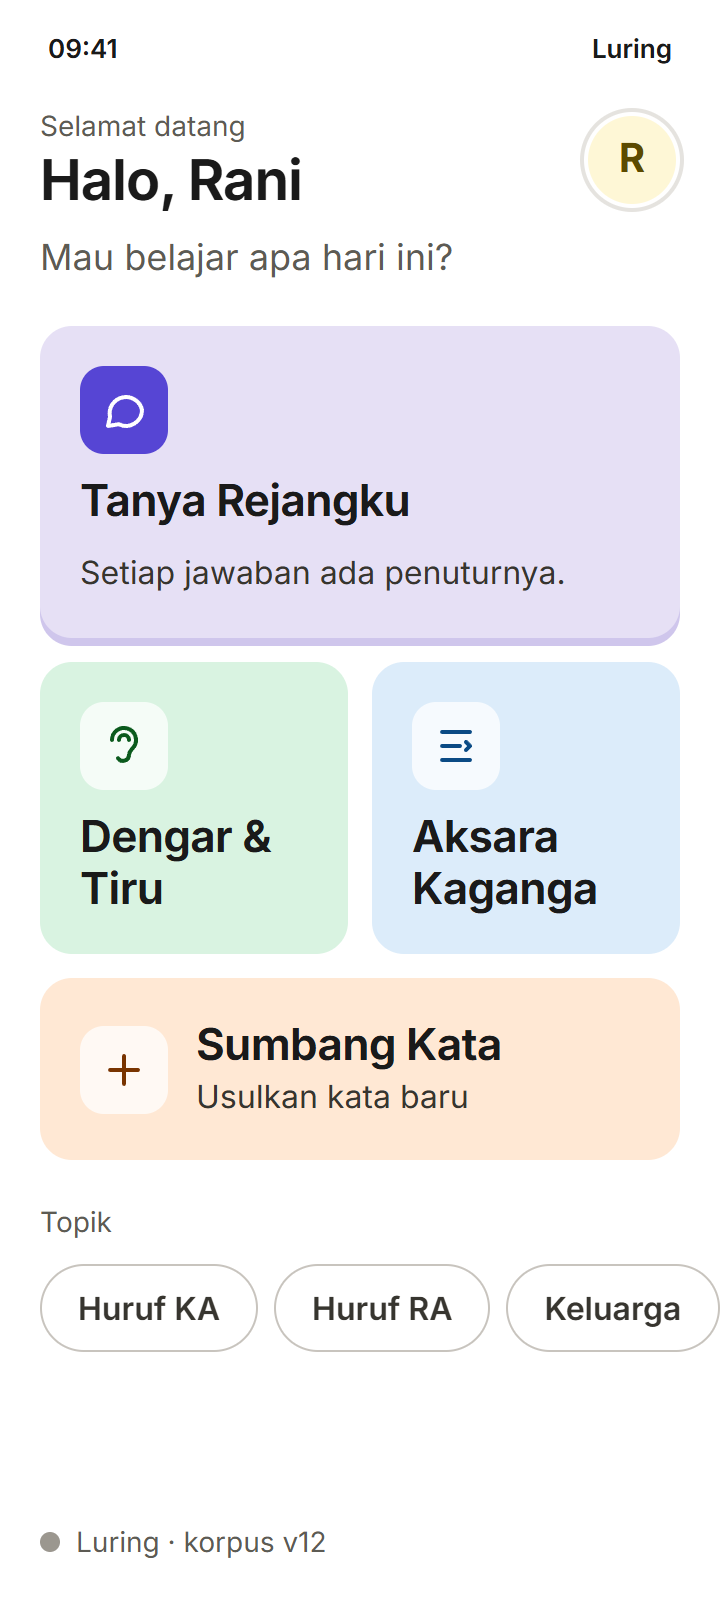 09:41
Luring
Selamat datang
Halo, Rani
R
Mau belajar apa hari ini?
Tanya Rejangku
Setiap jawaban ada penuturnya.
Dengar &
Tiru
Aksara
Kaganga
Sumbang Kata
Usulkan kata baru
Topik
Huruf KA
Huruf RA
Keluarga
Luring · korpus v12